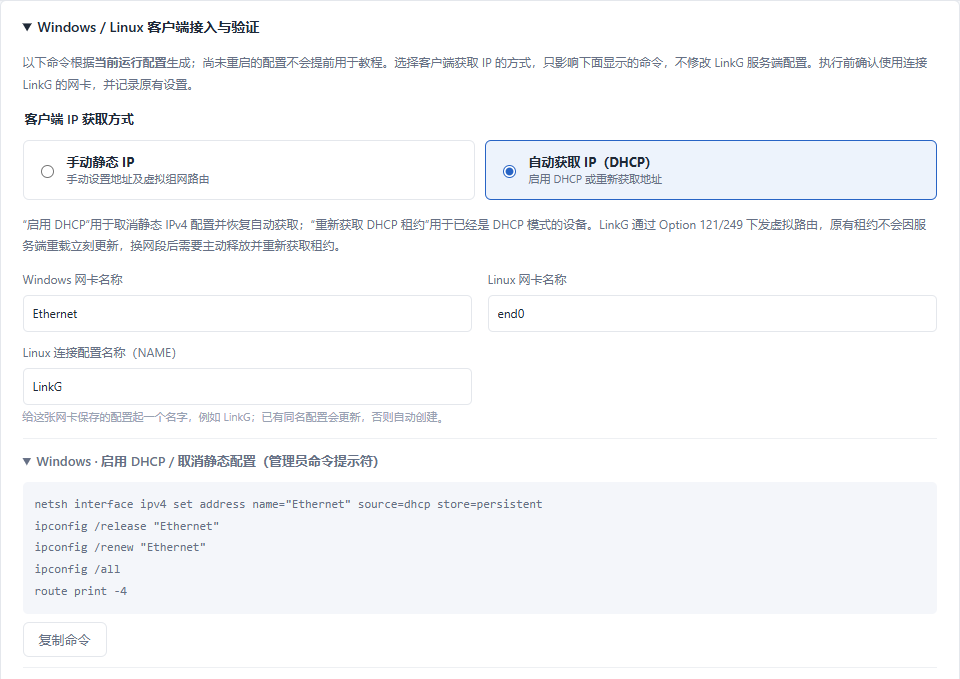 ▼ Windows / Linux 客户端接入与验证
以下命令根据当前运行配置生成；尚未重启的配置不会提前用于教程。选择客户端获取 IP 的方式，只影响下面显示的命令，不修改 LinkG 服务端配置。执行前确认使用连接
LinkG 的网卡，并记录原有设置。
客户端 IP 获取方式
手动静态 IP
手动设置地址及虚拟组网路由
自动获取 IP（DHCP）
启用 DHCP 或重新获取地址
“启用 DHCP”用于取消静态 IPv4 配置并恢复自动获取；“重新获取 DHCP 租约”用于已经是 DHCP 模式的设备。LinkG 通过 Option 121/249 下发虚拟路由，原有租约不会因服
务端重载立刻更新，换网段后需要主动释放并重新获取租约。
Windows 网卡名称
Linux 网卡名称
Ethernet
end0
Linux 连接配置名称（NAME）
LinkG
给这张网卡保存的配置起一个名字，例如 LinkG；已有同名配置会更新，否则自动创建。
▼ Windows · 启用 DHCP / 取消静态配置（管理员命令提示符）
netsh interface ipv4 set address name="Ethernet" source=dhcp store=persistent
ipconfig /release "Ethernet"
ipconfig /renew "Ethernet"
ipconfig /all
route print -4
复制命令